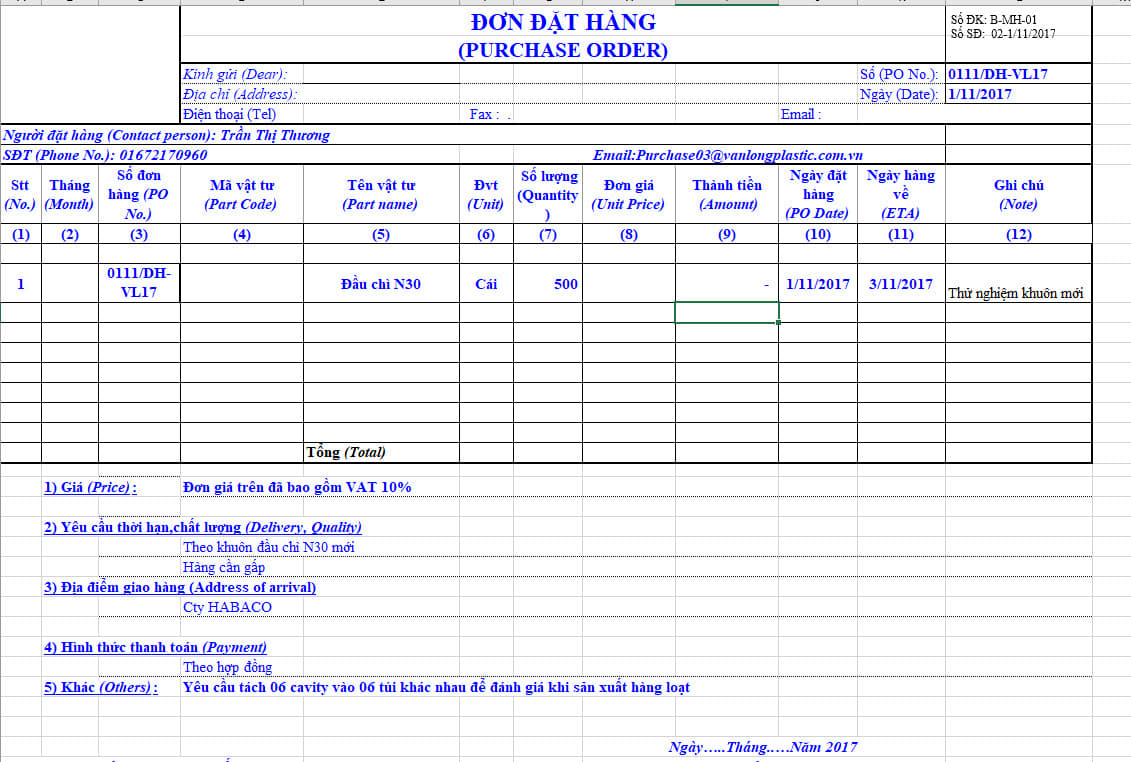 ĐƠN ĐẶT HÀNG
(PURCHASE ORDER)
Số ĐK: B-MH-01
Số SĐ: 02-1/11/2017
Kính gửi (Dear):
Số (PO No.): 0111/DH-VL17
Địa chỉ (Address):
Ngày (Date): 1/11/2017
Điện thoại (Tel) Fax : . Email :
Người đặt hàng (Contact person): Trần Thị Thương
SĐT (Phone No.): 01672170960 Email:Purchase03@vanlongplastic.com.vn
Stt (No.)
Tháng (Month)
Số đơn hàng (PO No.)
Mã vật tư (Part Code)
Tên vật tư (Part name)
Đvt (Unit)
Số lượng (Quantity )
Đơn giá (Unit Price)
Thành tiền (Amount)
Ngày đặt hàng (PO Date)
Ngày hàng về (ETA)
Ghi chú (Note)
(1) (2) (3) (4) (5) (6) (7) (8) (9) (10) (11) (12)
1 0111/DH-VL17 Đầu chì N30 Cái 500 - 1/11/2017 3/11/2017 Thử nghiệm khuôn mới
Tổng (Total)
1) Giá (Price) : Đơn giá trên đã bao gồm VAT 10%
2) Yêu cầu thời hạn,chất lượng (Delivery, Quality)
Theo khuôn đầu chì N30 mới
Hàng cần gấp
3) Địa điểm giao hàng (Address of arrival)
Cty HABACO
4) Hình thức thanh toán (Payment)
Theo hợp đồng
5) Khác (Others) : Yêu cầu tách 06 cavity vào 06 túi khác nhau để đánh giá khi sản xuất hàng loạt
Ngày…..Tháng..…Năm 2017